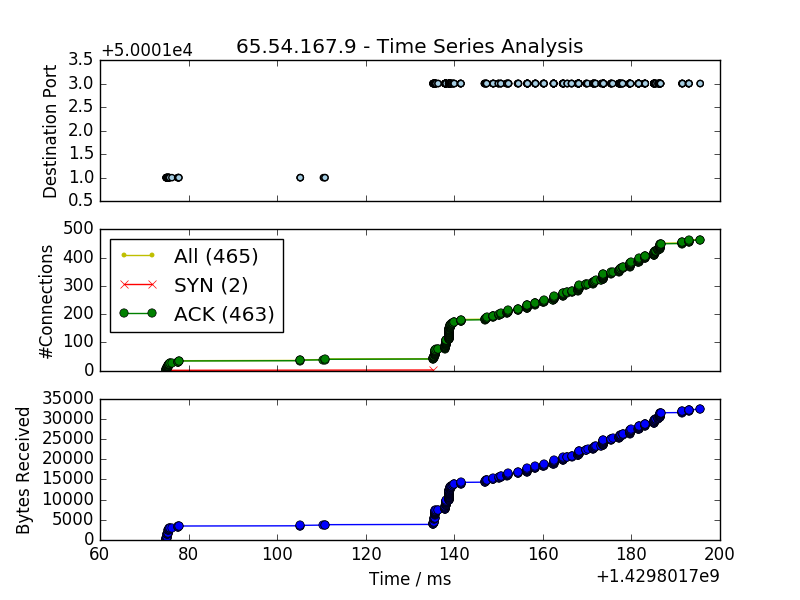 65.54.167.9 - Time Series Analysis
+5.0001e4
Destination Port
3.5
3.0
2.5
2.0
1.5
1.0
0.5
#Connections
500
400
300
200
100
0
All (465)
SYN (2)
ACK (463)
Bytes Received
35000
30000
25000
20000
15000
10000
5000
0
60 80 100 120 140 160 180 200
Time / ms
+1.4298017e9